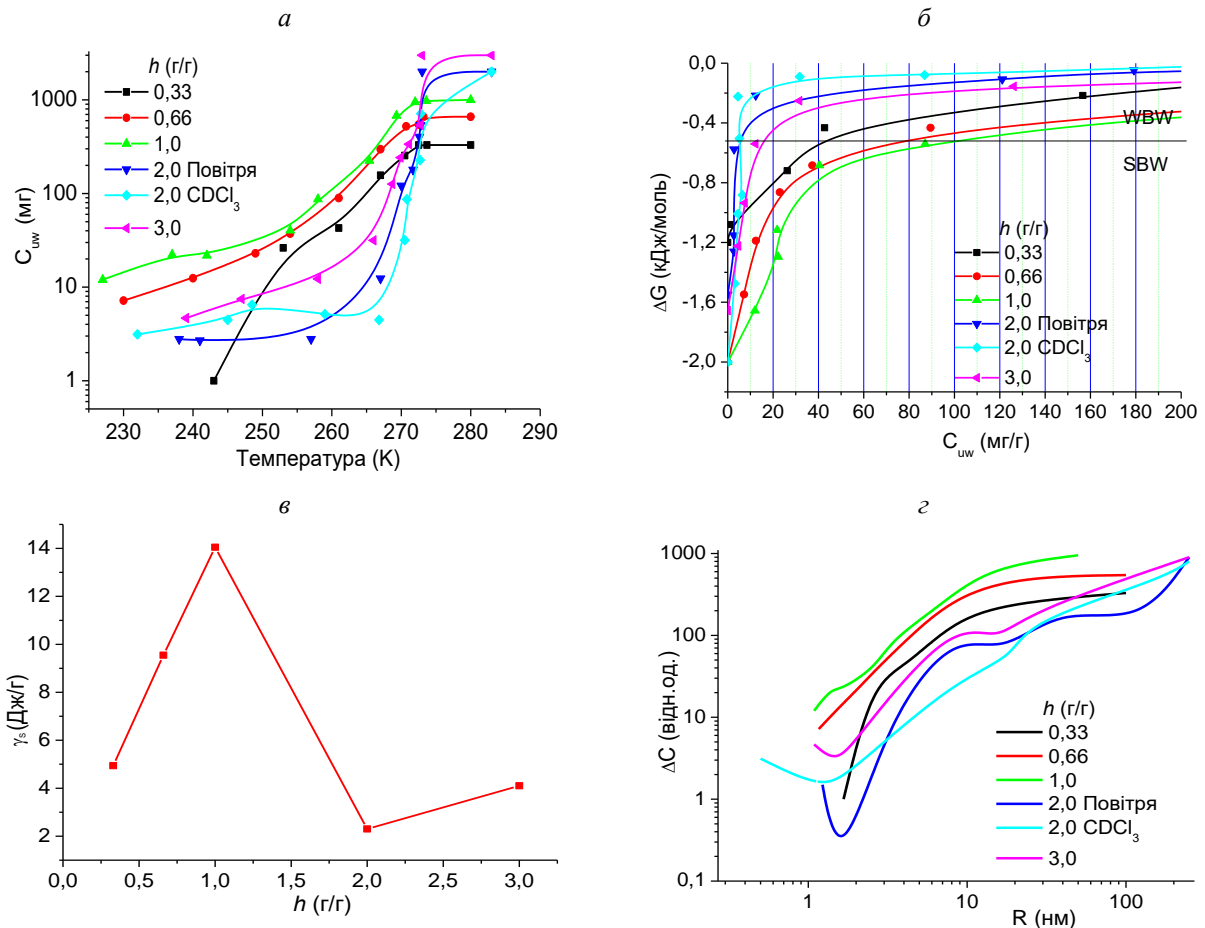 а
h (г/г)
0,33
0,66
1,0
2,0 Повітря
2,0 CDCl₃
3,0
1000
100
10
1
C_uw (мг)
230 240 250 260 270 280 290
Температура (K)
б
0,0
-0,4
-0,8
-1,2
-1,6
-2,0
ΔG (кДж/моль)
WBW
SBW
h (г/г)
0,33
0,66
1,0
2,0 Повітря
2,0 CDCl₃
3,0
0 20 40 60 80 100 120 140 160 180 200
C_uw (мг/г)
в
14
12
10
8
6
4
2
γ_s (Дж/г)
0,0 0,5 1,0 1,5 2,0 2,5 3,0
h (г/г)
г
1000
100
10
1
0,1
ΔC (відн.од.)
h (г/г)
0,33
0,66
1,0
2,0 Повітря
2,0 CDCl₃
3,0
1 10 100
R (нм)